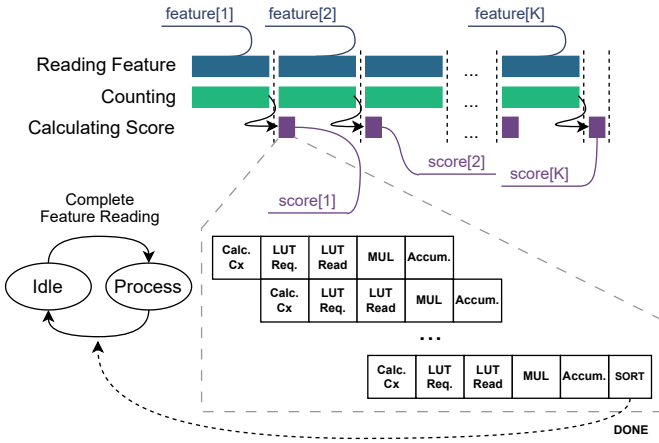 feature[1]
feature[2]
feature[K]
Reading Feature
...
Counting
...
Calculating Score
score[1]
score[2]
score[K]
Complete
Feature Reading
Idle
Process
Calc. Cx
LUT Req.
LUT Read
MUL
Accum.
Calc. Cx
LUT Req.
LUT Read
MUL
Accum.
...
Calc. Cx
LUT Req.
LUT Read
MUL
Accum.
SORT
DONE